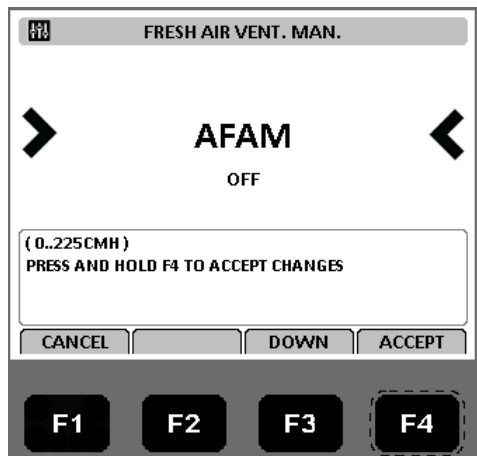 FRESH AIR VENT. MAN.
AFAM
OFF
( 0..225CMH )
PRESS AND HOLD F4 TO ACCEPT CHANGES
CANCEL DOWN ACCEPT
F1 F2 F3 F4